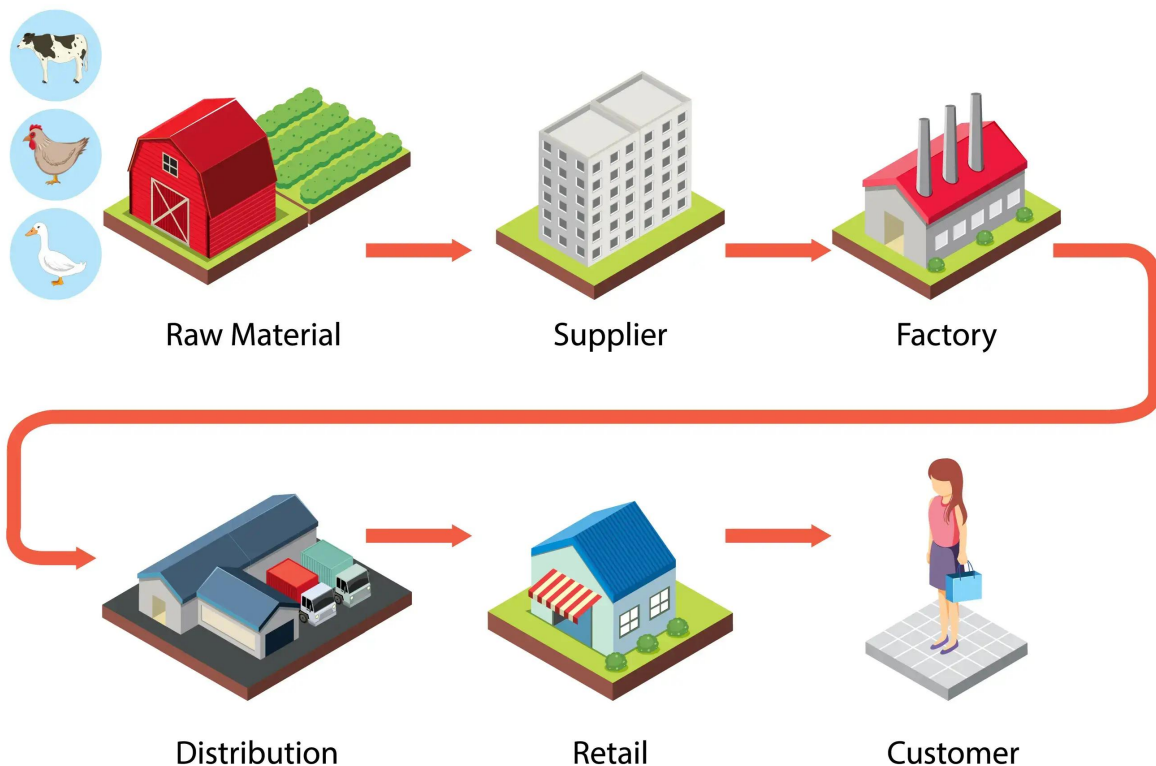 Raw Material
Supplier
Factory
Distribution
Retail
Customer